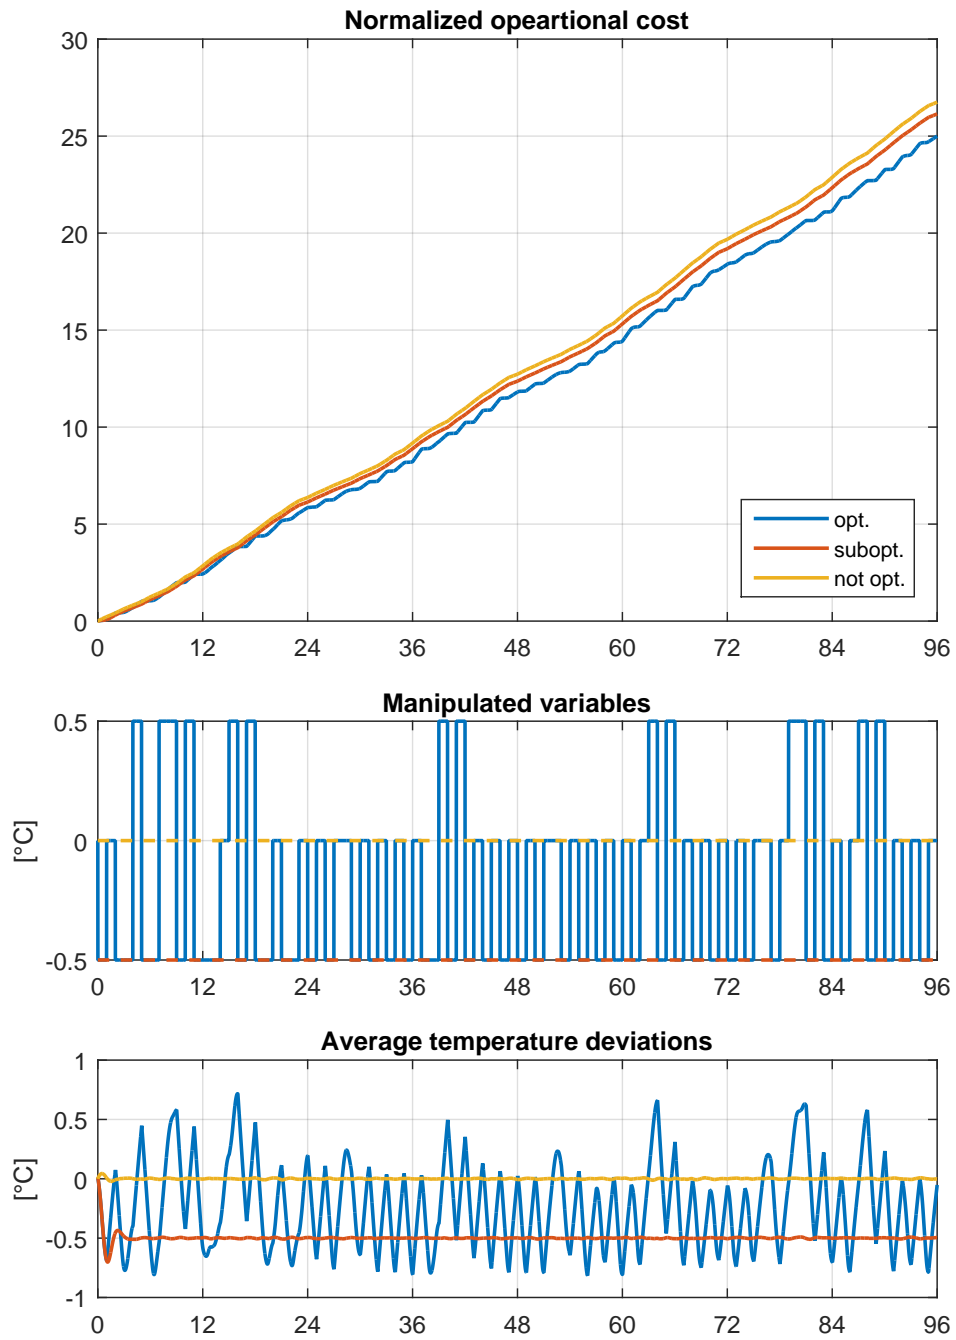 Normalized opeartional cost
30
25
20
15
10
5
0
opt.
subopt.
not opt.
0 12 24 36 48 60 72 84 96
Manipulated variables
0.5
0
-0.5
[°C]
0 12 24 36 48 60 72 84 96
Average temperature deviations
1
0.5
0
-0.5
-1
[°C]
0 12 24 36 48 60 72 84 96